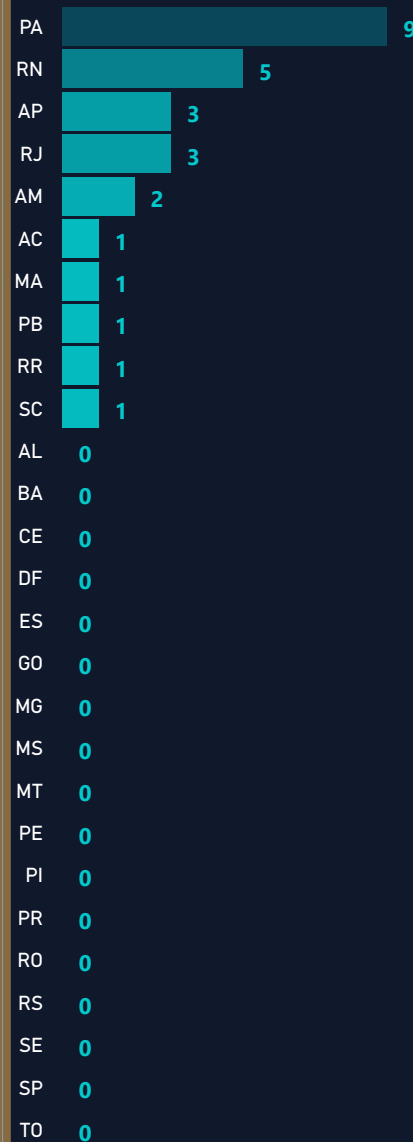 PA 9
RN 5
AP 3
RJ 3
AM 2
AC 1
MA 1
PB 1
RR 1
SC 1
AL 0
BA 0
CE 0
DF 0
ES 0
GO 0
MG 0
MS 0
MT 0
PE 0
PI 0
PR 0
RO 0
RS 0
SE 0
SP 0
TO 0